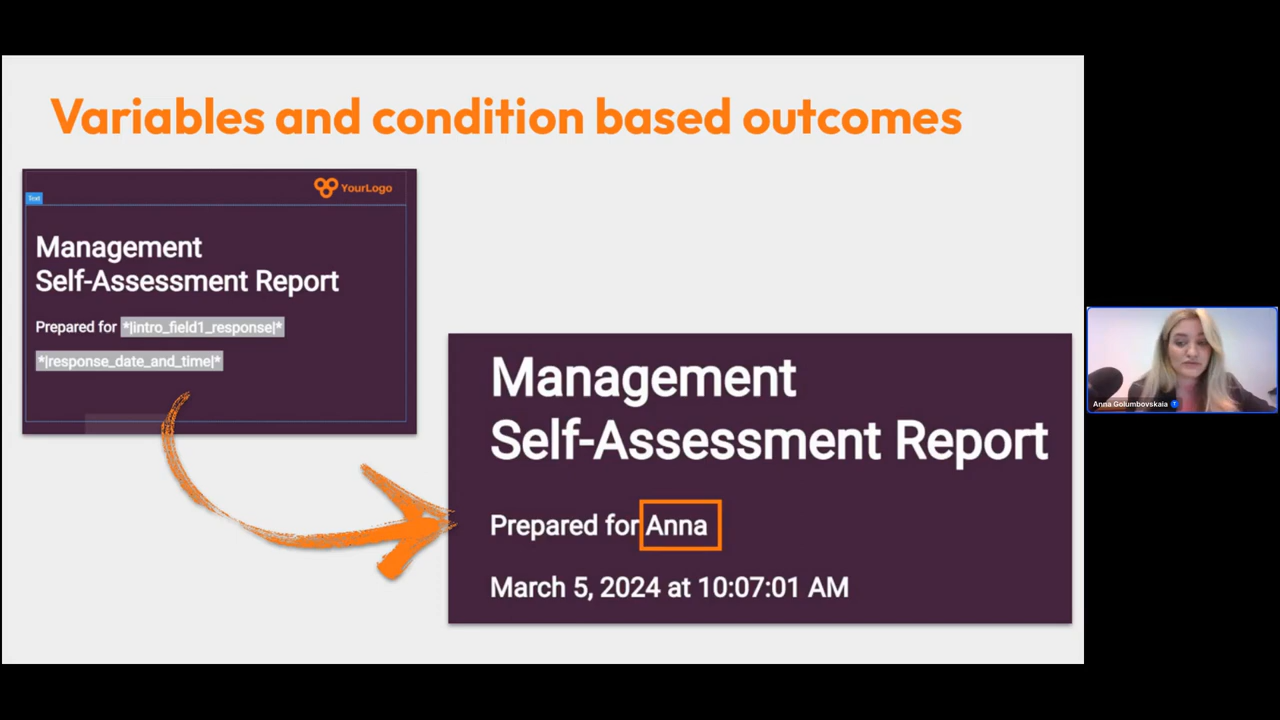 Variables and condition based outcomes
YourLogo
Text
Management
Self-Assessment Report
Prepared for *|intro_field1_response|*
*|response_date_and_time|*
Management
Self-Assessment Report
Prepared for Anna
March 5, 2024 at 10:07:01 AM
Anna Golumbovskaia